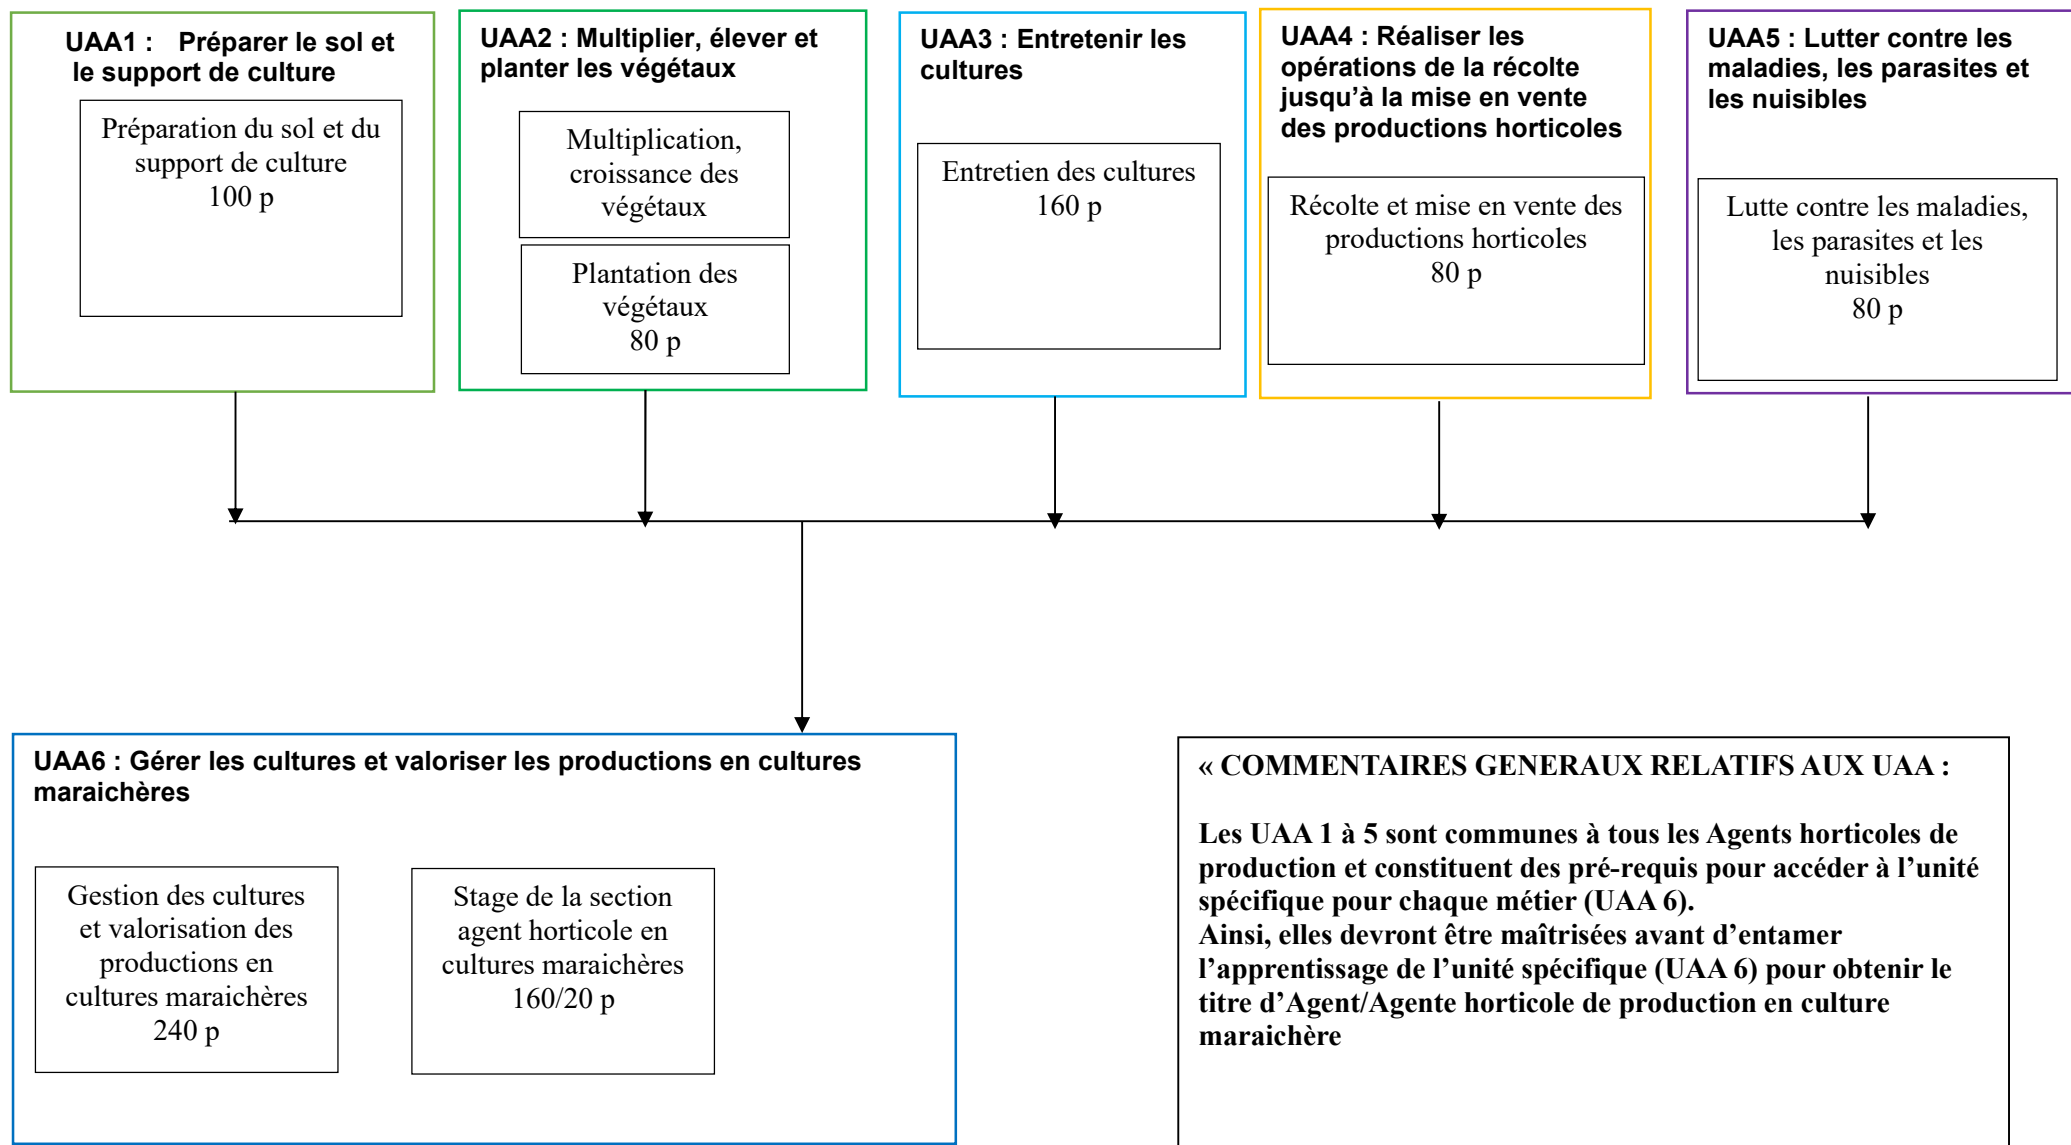 UAA1 : Préparer le sol et
le support de culture
Préparation du sol et du
support de culture
100 p
UAA2 : Multiplier, élever et
planter les végétaux
Multiplication,
croissance des
végétaux
Plantation des
végétaux
80 p
UAA3 : Entretenir les
cultures
Entretien des cultures
160 p
UAA4 : Réaliser les
opérations de la récolte
jusqu’à la mise en vente
des productions horticoles
Récolte et mise en vente des
productions horticoles
80 p
UAA5 : Lutter contre les
maladies, les parasites et
les nuisibles
Lutte contre les maladies,
les parasites et les
nuisibles
80 p
UAA6 : Gérer les cultures et valoriser les productions en cultures
maraichères
Gestion des cultures
et valorisation des
productions en
cultures maraichères
240 p
Stage de la section
agent horticole en
cultures maraichères
160/20 p
« COMMENTAIRES GENERAUX RELATIFS AUX UAA :
Les UAA 1 à 5 sont communes à tous les Agents horticoles de
production et constituent des pré-requis pour accéder à l’unité
spécifique pour chaque métier (UAA 6).
Ainsi, elles devront être maîtrisées avant d’entamer
l’apprentissage de l’unité spécifique (UAA 6) pour obtenir le
titre d’Agent/Agente horticole de production en culture
maraichère